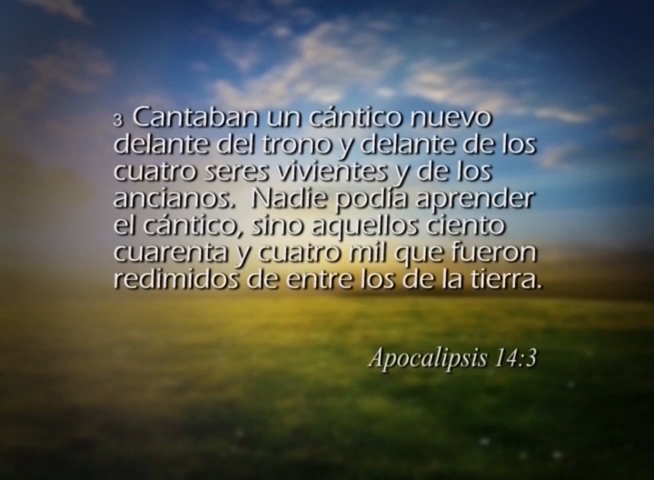 3 Cantaban un cántico nuevo
delante del trono y delante de los
cuatro seres vivientes y de los
ancianos. Nadie podía aprender
el cántico, sino aquellos ciento
cuarenta y cuatro mil que fueron
redimidos de entre los de la tierra.
Apocalipsis 14:3